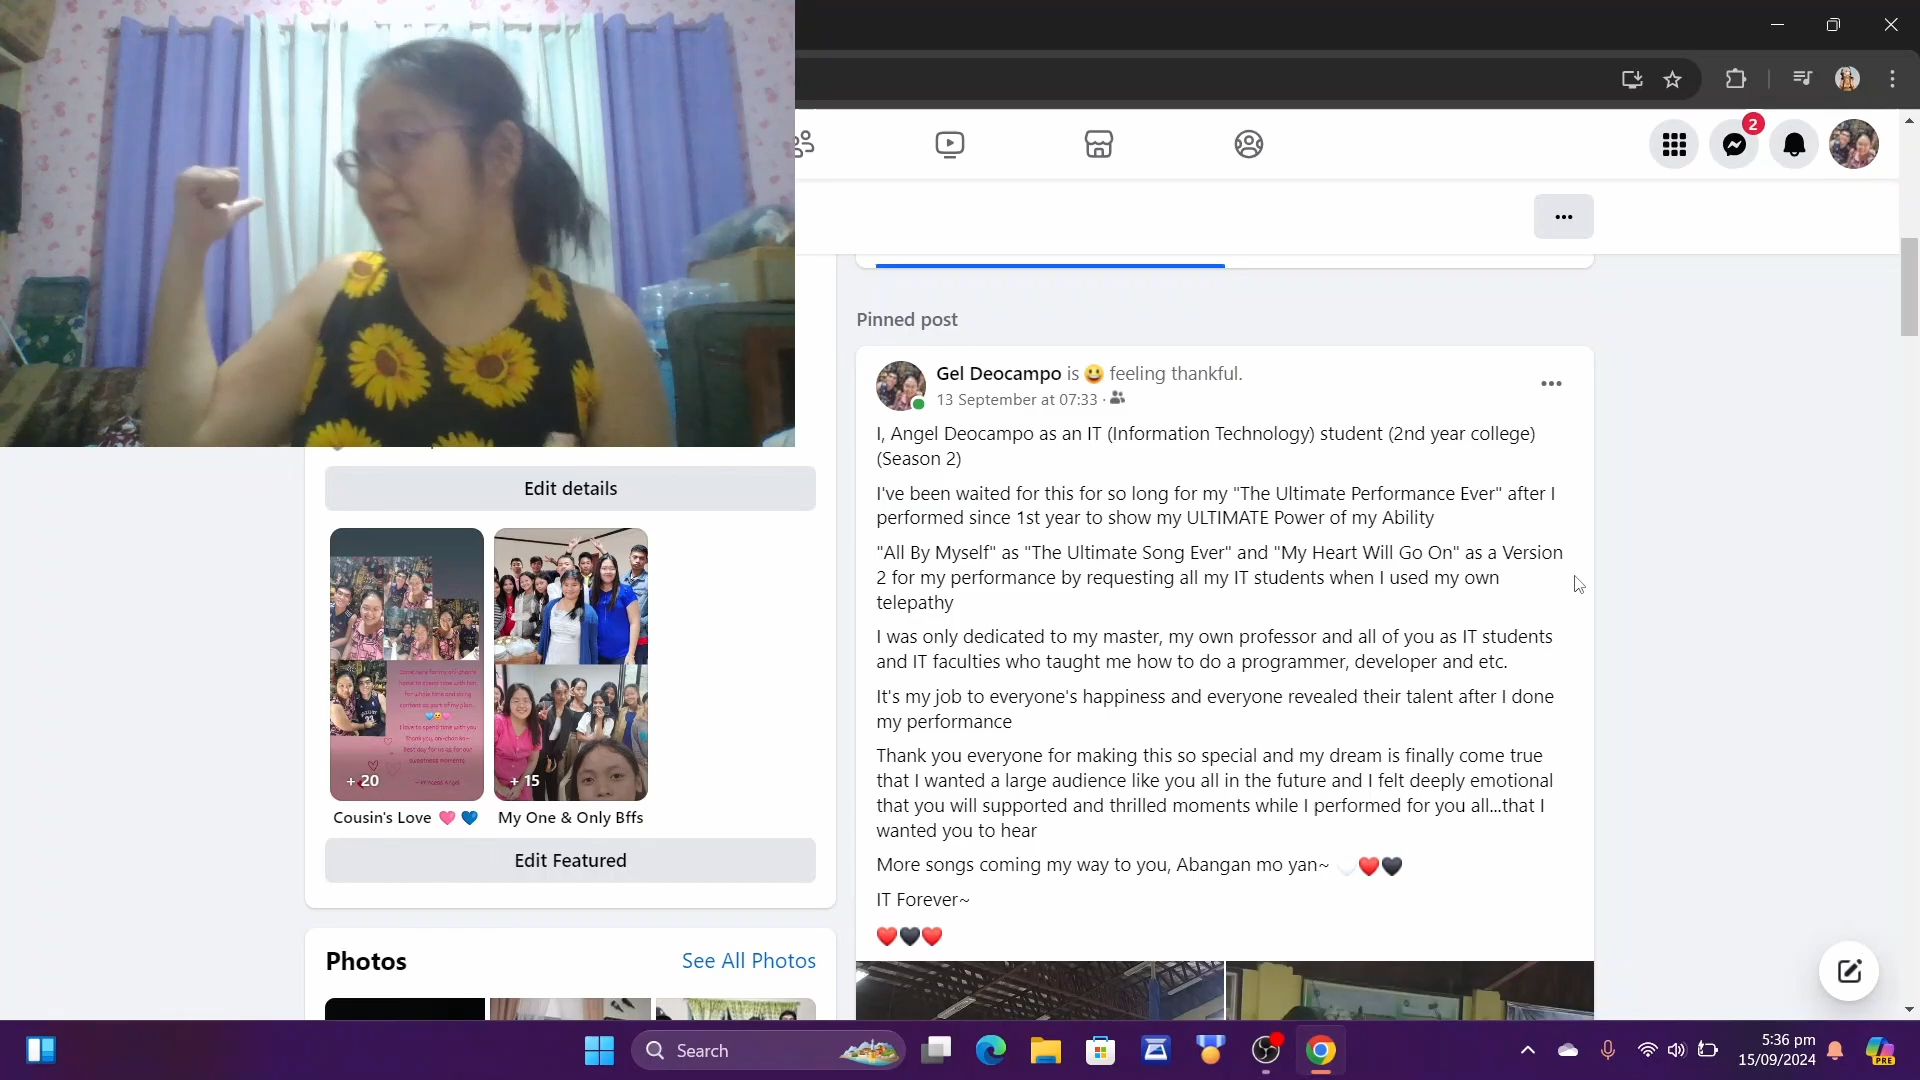 2
Pinned post
Gel Deocampo is 😀 feeling thankful.
13 September at 07:33 ·
I, Angel Deocampo as an IT (Information Technology) student (2nd year college)
(Season 2)
I've been waited for this for so long for my "The Ultimate Performance Ever" after I
performed since 1st year to show my ULTIMATE Power of my Ability
"All By Myself" as "The Ultimate Song Ever" and "My Heart Will Go On" as a Version
2 for my performance by requesting all my IT students when I used my own
telepathy
I was only dedicated to my master, my own professor and all of you as IT students
and IT faculties who taught me how to do a programmer, developer and etc.
It's my job to everyone's happiness and everyone revealed their talent after I done
my performance
Thank you everyone for making this so special and my dream is finally come true
that I wanted a large audience like you all in the future and I felt deeply emotional
that you will supported and thrilled moments while I performed for you all...that I
wanted you to hear
More songs coming my way to you, Abangan mo yan~ 🤍❤️🖤
IT Forever~
❤️🖤❤️
Edit details
+ 20
+ 15
Cousin's Love 🩷 💙
My One & Only Bffs
Edit Featured
Photos
See All Photos
Search
5:36 pm
15/09/2024
PRE